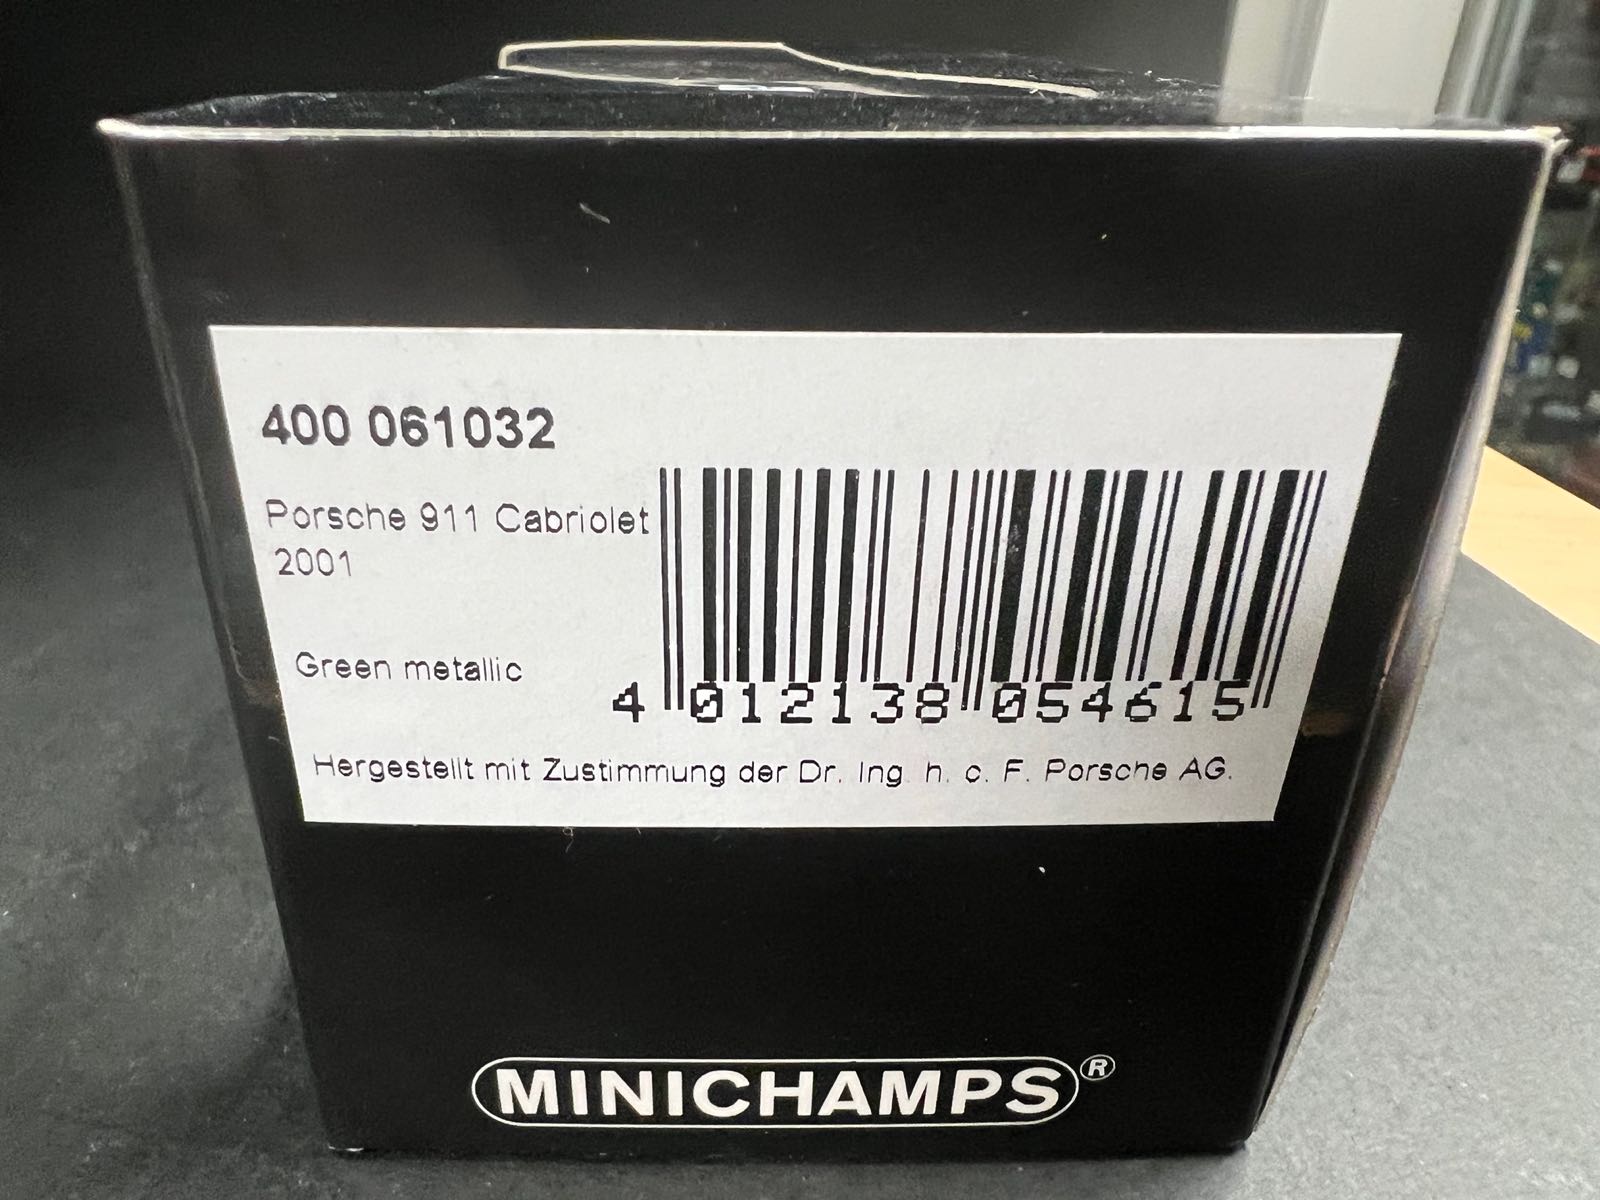 400 061032
Porsche 911 Cabriolet
2001
Green metallic
4 012138 054615
Hergestellt mit Zustimmung der Dr. Ing. h. c. F. Porsche AG.
MINICHAMPS®